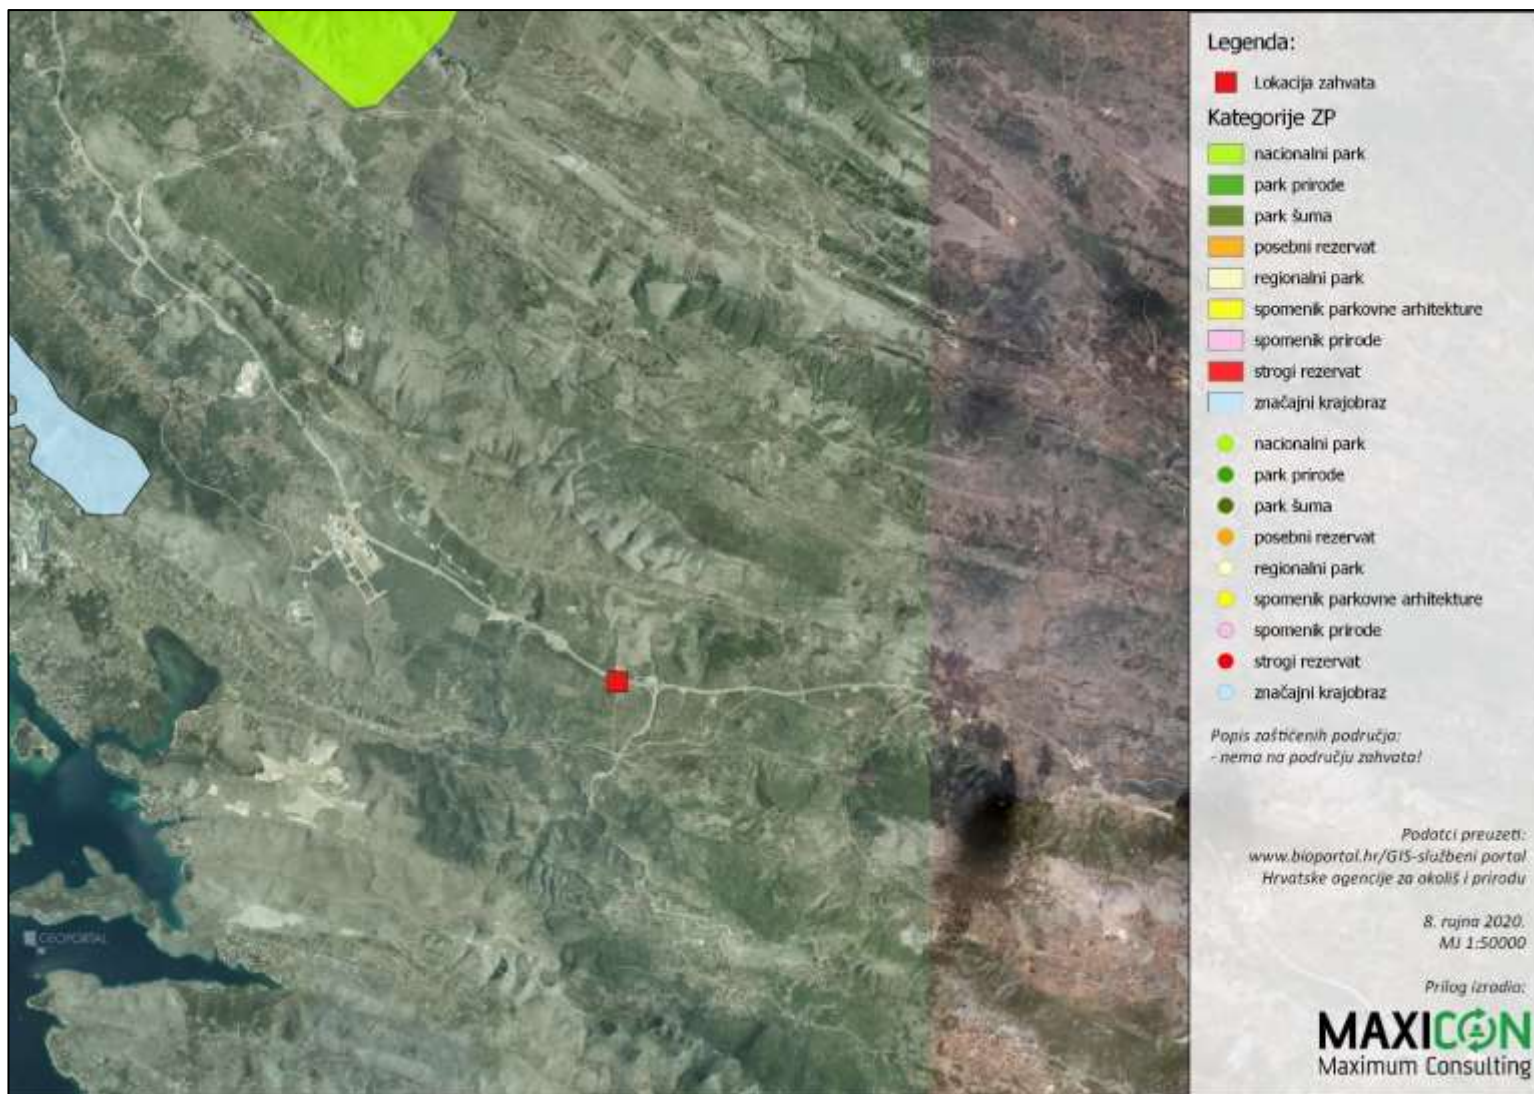 Legenda:
Lokacija zahvata
Kategorije ZP
nacionalni park
park prirode
park šuma
posebni rezervat
regionalni park
spomenik parkovne arhitekture
spomenik prirode
strogi rezervat
značajni krajobraz
nacionalni park
park prirode
park šuma
posebni rezervat
regionalni park
spomenik parkovne arhitekture
spomenik prirode
strogi rezervat
značajni krajobraz
Popis zaštićenih područja:
- nema na području zahvata!
Podatci preuzeti:
www.bioportal.hr/GIS-službeni portal
Hrvatske agencije za okoliš i prirodu
8. rujna 2020.
MJ 1:50000
Prilog izradio:
MAXICON
Maximum Consulting
GEOPORTAL